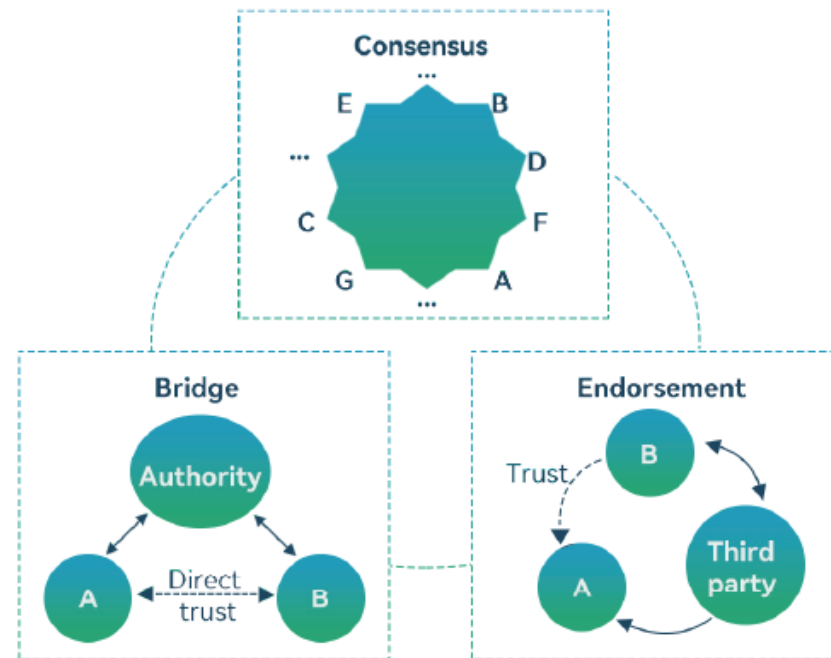 Consensus
...
E
B
...
D
C
F
G
A
...
Bridge
Authority
A
Direct
trust
B
Endorsement
B
Trust
Third
party
A